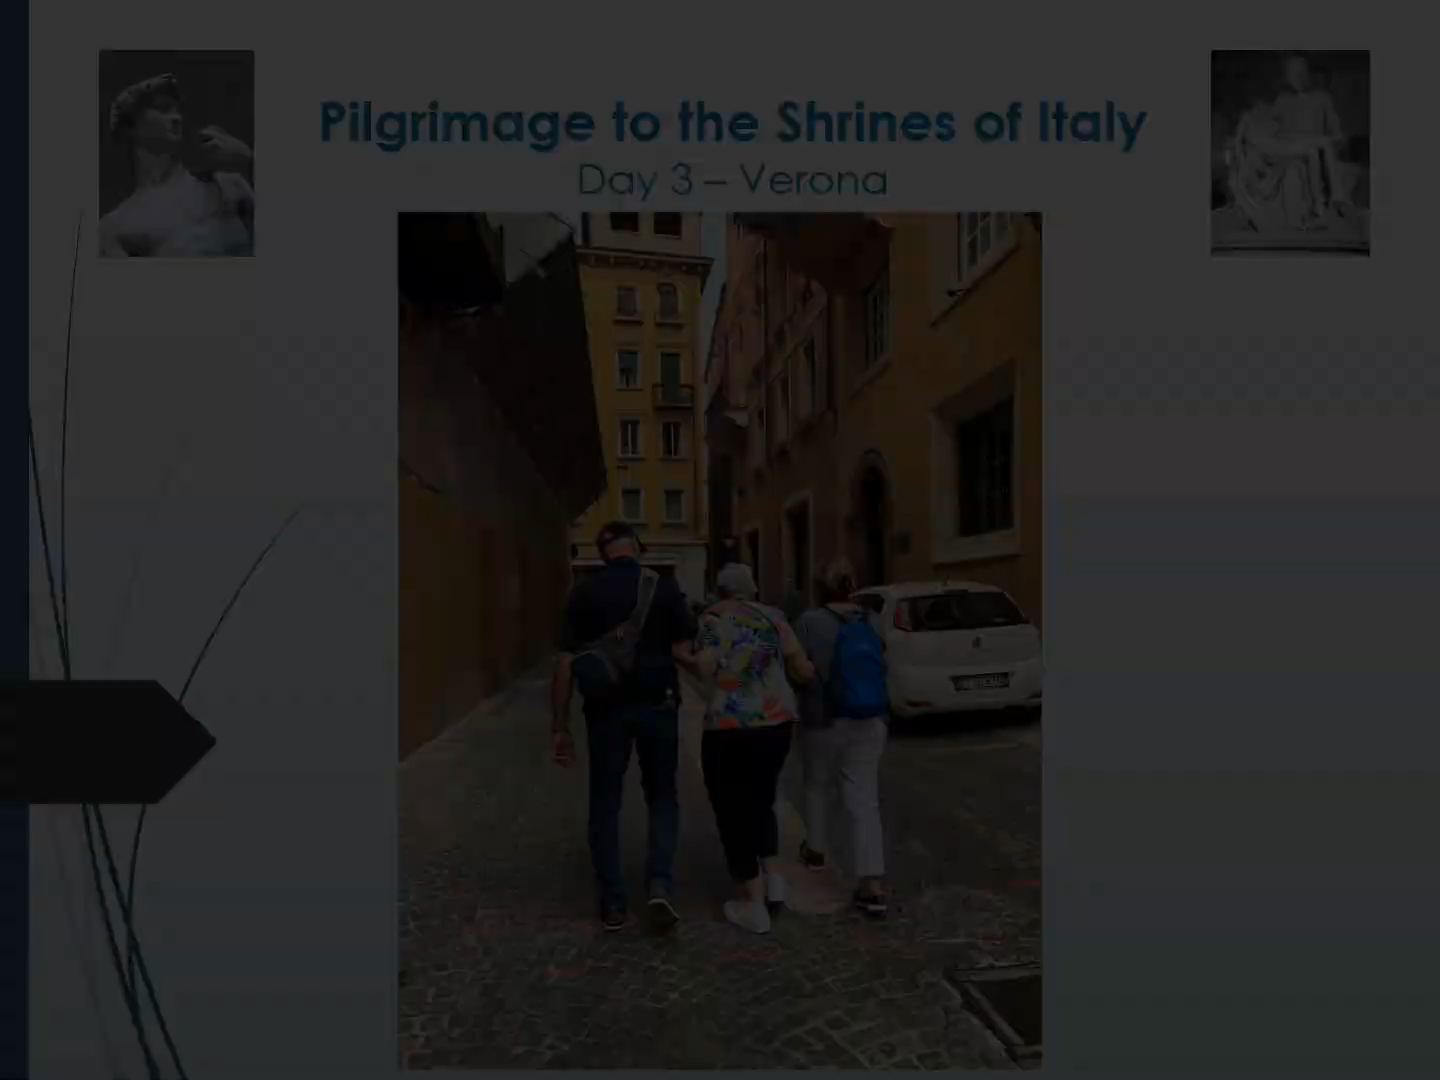 Pilgrimage to the Shrines of Italy
Day 3 – Verona